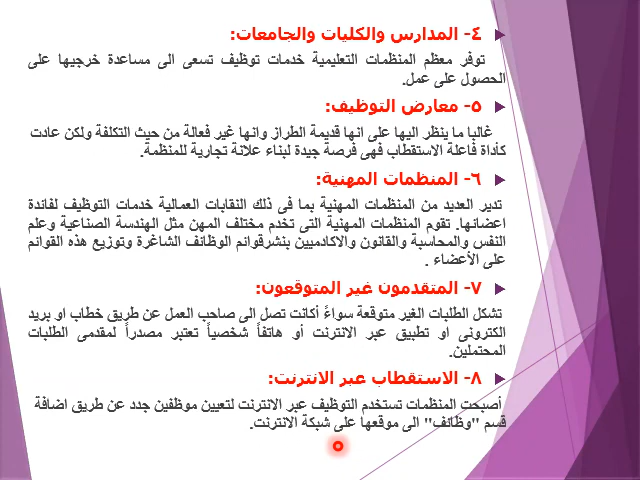 ٤- المدارس والكليات والجامعات:
توفر معظم المنظمات التعليمية خدمات توظيف تسعى الى مساعدة خرجيها على
الحصول على عمل.
٥- معارض التوظيف:
غالبا ما ينظر اليها على انها قديمة الطراز وانها غير فعالة من حيث التكلفة ولكن عادت
كأداة فاعلة الاستقطاب فهى فرصة جيدة لبناء علانة تجارية للمنظمة.
٦- المنظمات المهنية:
تدير العديد من المنظمات المهنية بما فى ذلك النقابات العمالية خدمات التوظيف لفائدة
اعضائها. تقوم المنظمات المهنية التى تخدم مختلف المهن مثل الهندسة الصناعية وعلم
النفس والمحاسبة والقانون والاكادميين بنشرقوائم الوظائف الشاغرة وتوزيع هذه القوائم
على الأعضاء .
٧- المتقدمون غير المتوقعون:
تشكل الطلبات الغير متوقعة سواءً أكانت تصل الى صاحب العمل عن طريق خطاب او بريد
الكترونى او تطبيق عبر الانترنت أو هاتفاً شخصياً تعتبر مصدراً لمقدمى الطلبات
المحتملين.
٨- الاستقطاب عبر الانترنت:
أصبحت المنظمات تستخدم التوظيف عبر الانترنت لتعيين موظفين جدد عن طريق اضافة
قسم "وظائف" الى موقعها على شبكة الانترنت.